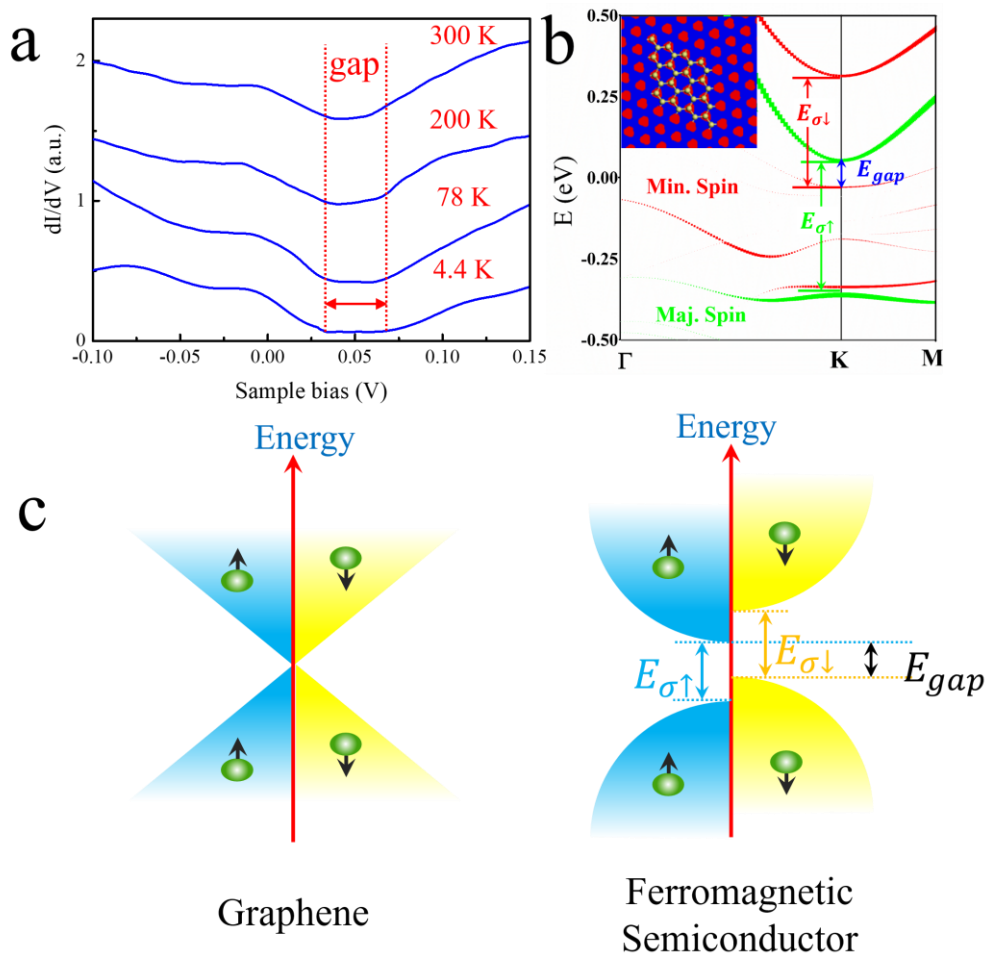 a
dI/dV (a.u.)
2
1
0
300 K
gap
200 K
78 K
4.4 K
-0.10
-0.05
0.00
0.05
0.10
0.15
Sample bias (V)
b
E (eV)
0.50
0.25
0.00
-0.25
-0.50
Eσ↓
Egap
Min. Spin
Eσ↑
Maj. Spin
Γ
K
M
c
Energy
Graphene
Energy
Eσ↑
Eσ↓
Egap
Ferromagnetic
Semiconductor